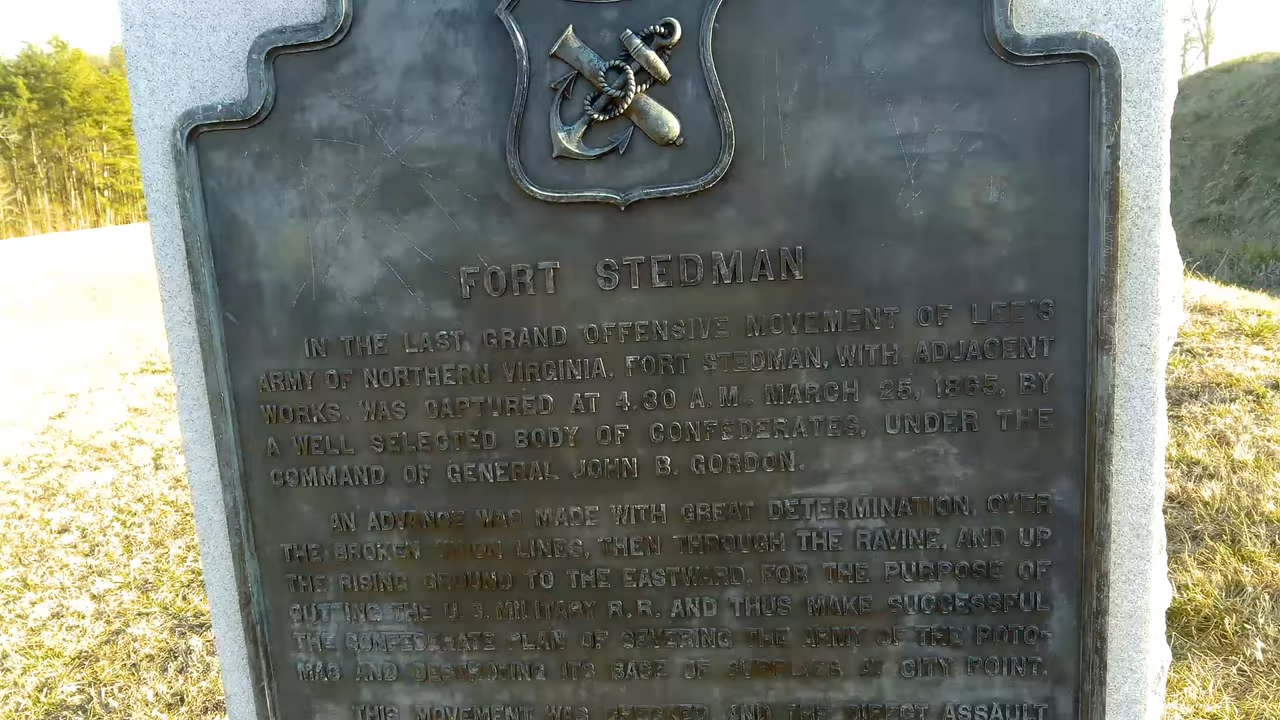 FORT STEDMAN
IN THE LAST GRAND OFFENSIVE MOVEMENT OF LEE'S
ARMY OF NORTHERN VIRGINIA, FORT STEDMAN, WITH ADJACENT
WORKS, WAS CAPTURED AT 4.30 A.M., MARCH 25, 1865, BY
A WELL SELECTED BODY OF CONFEDERATES, UNDER THE
COMMAND OF GENERAL JOHN B. GORDON.
AN ADVANCE WAS MADE WITH GREAT DETERMINATION, OVER
THE BROKEN UNION LINES, THEN THROUGH THE RAVINE, AND UP
THE RISING GROUND TO THE EASTWARD, FOR THE PURPOSE OF
CUTTING THE U.S. MILITARY R.R. AND THUS MAKE SUCCESSFUL
THE CONFEDERATE PLAN OF SEVERING THE ARMY OF THE POTO-
MAC AND DESTROYING ITS BASE OF SUPPLIES AT CITY POINT.
THIS MOVEMENT WAS CHECKED AND THE DIRECT ASSAULT